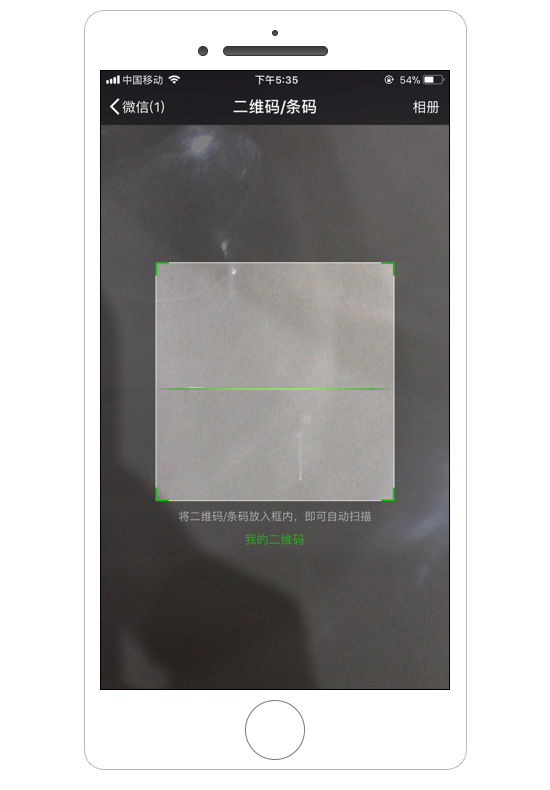 中国移动 下午5:35 54%
微信(1) 二维码/条码 相册
将二维码/条码放入框内，即可自动扫描
我的二维码